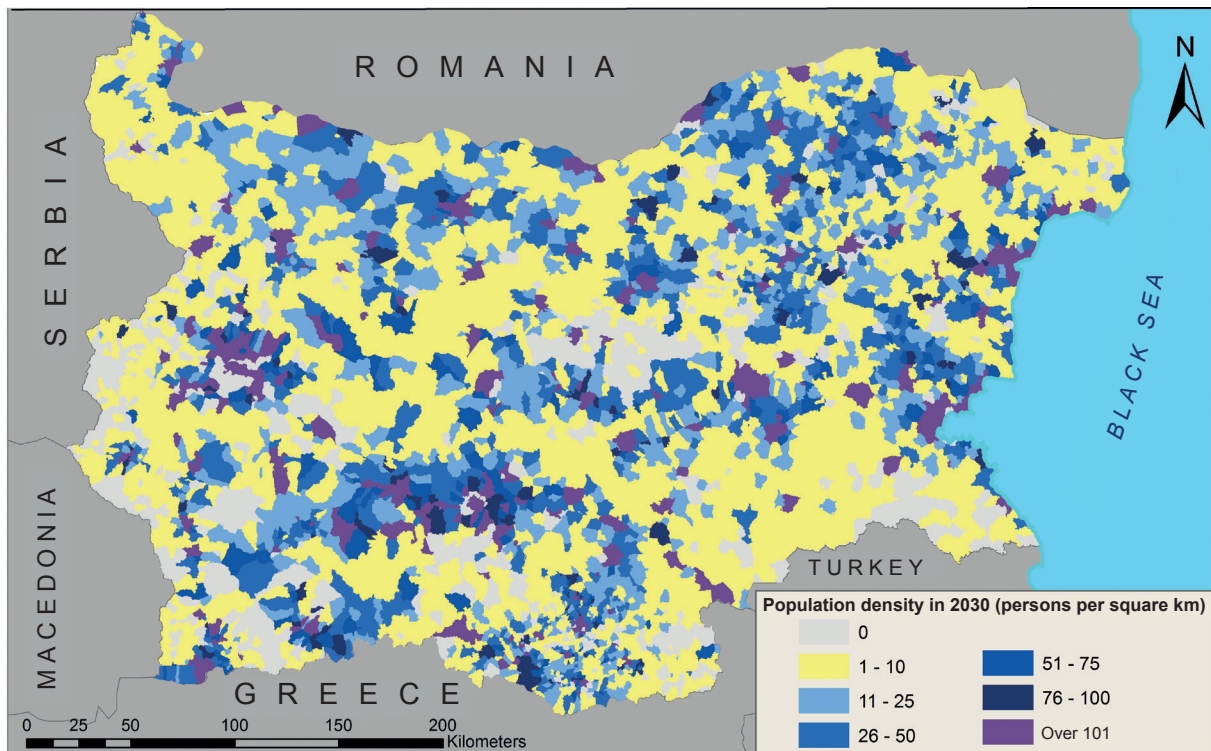 ROMANIA
N
SERBIA
BLACK SEA
MACEDONIA
TURKEY
GREECE
Population density in 2030 (persons per square km)
0
1 - 10
11 - 25
26 - 50
51 - 75
76 - 100
Over 101
0 25 50 100 150 200
Kilometers